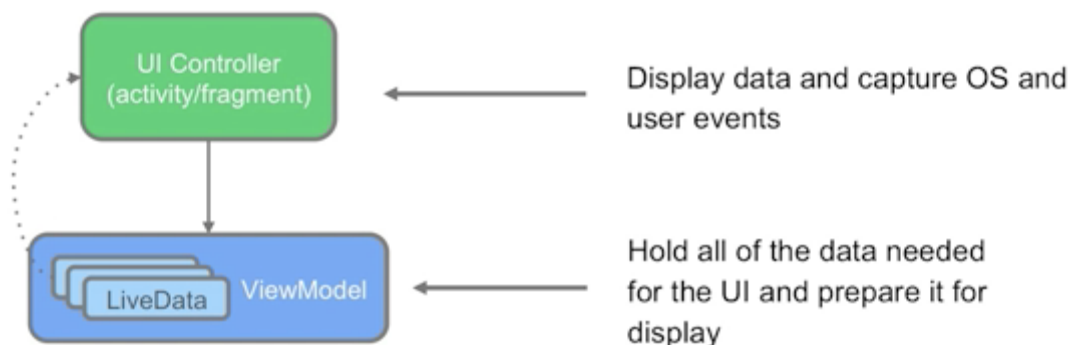 UI Controller
(activity/fragment)
Display data and capture OS and
user events
LiveData
ViewModel
Hold all of the data needed
for the UI and prepare it for
display